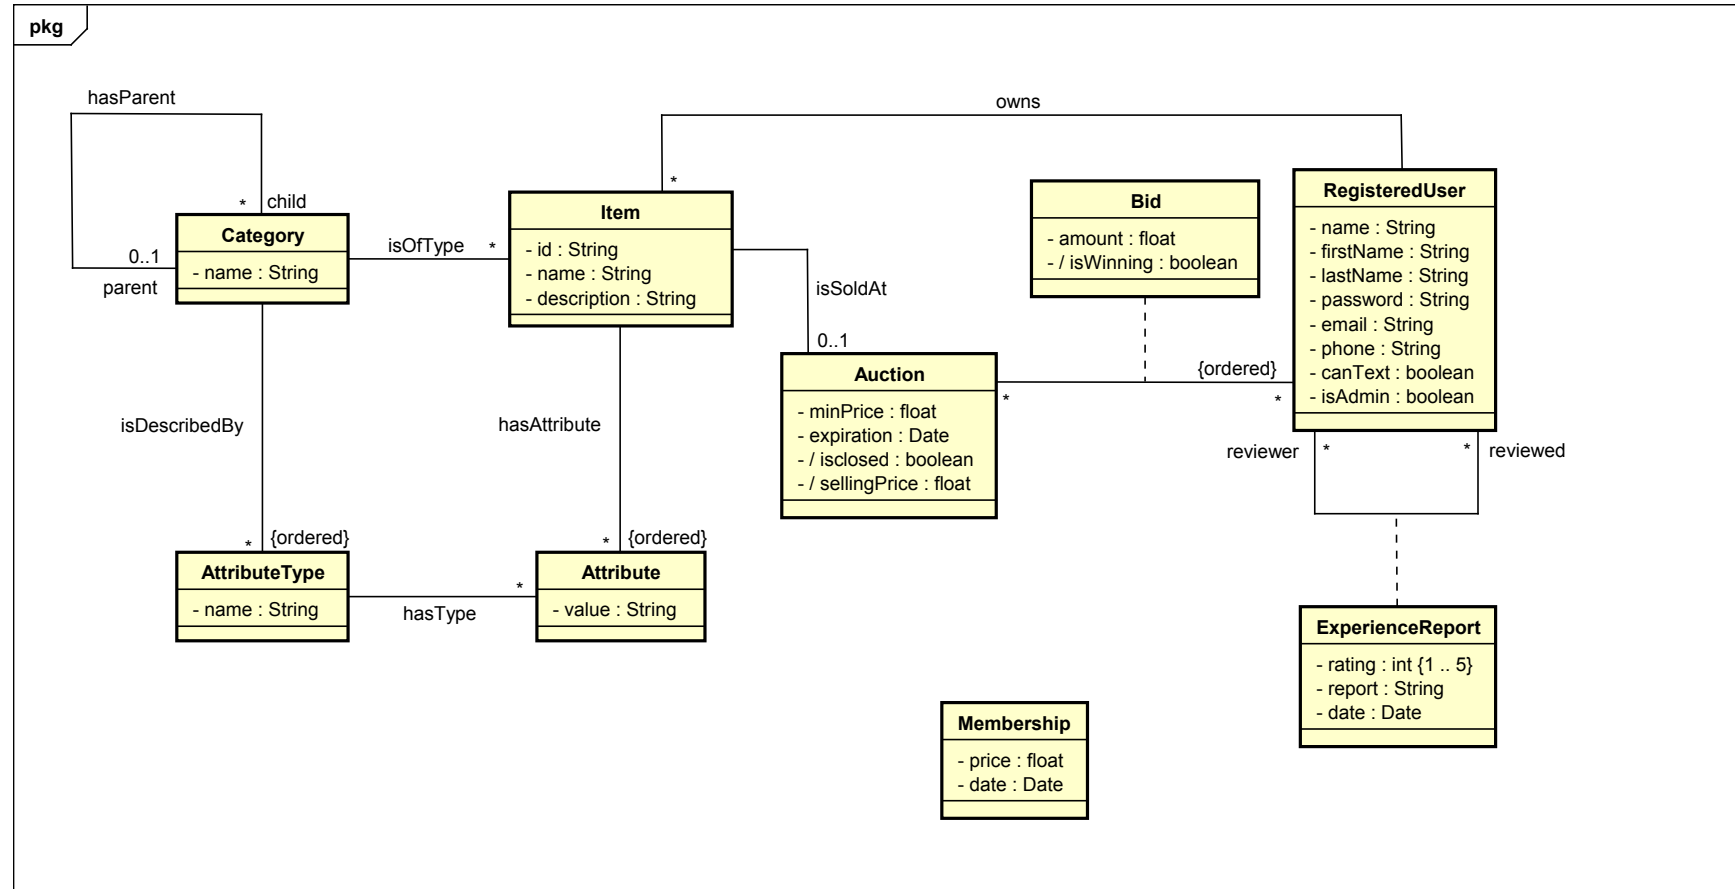 pkg
hasParent
owns
* child
0..1
parent
Category
- name : String
isOfType *
*
Item
- id : String
- name : String
- description : String
isSoldAt
0..1
Bid
- amount : float
- / isWinning : boolean
RegisteredUser
- name : String
- firstName : String
- lastName : String
- password : String
- email : String
- phone : String
- canText : boolean
- isAdmin : boolean
Auction
- minPrice : float
- expiration : Date
- / isclosed : boolean
- / sellingPrice : float
*
{ordered}
*
reviewer *
* reviewed
isDescribedBy
hasAttribute
* {ordered}
* {ordered}
AttributeType
- name : String
*
hasType
Attribute
- value : String
ExperienceReport
- rating : int {1 .. 5}
- report : String
- date : Date
Membership
- price : float
- date : Date